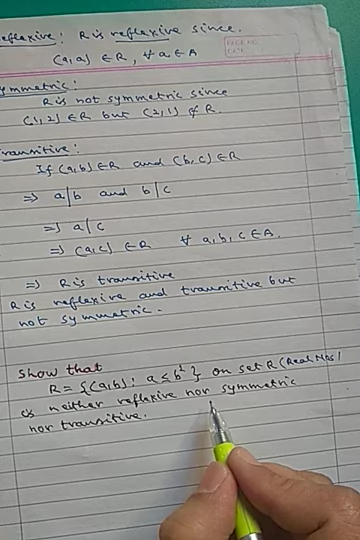 eflexive : R is reflexive since.
(a,a) ∈ R, ∀ a ∈ A
ymmetric :
R is not symmetric since
(1,2) ∈ R but (2,1) ∉ R.
ransitive :
If (a,b) ∈ R and (b,c) ∈ R
⇒ a|b and b|c
⇒ a|c
⇒ (a,c) ∈ R ∀ a,b,c ∈ A.
⇒ R is transitive
R is reflexive and transitive but
not symmetric.
Show that
R = {(a,b) : a ≤ b²} on set R (Real Nos)
is neither reflexive nor symmetric
nor transitive.